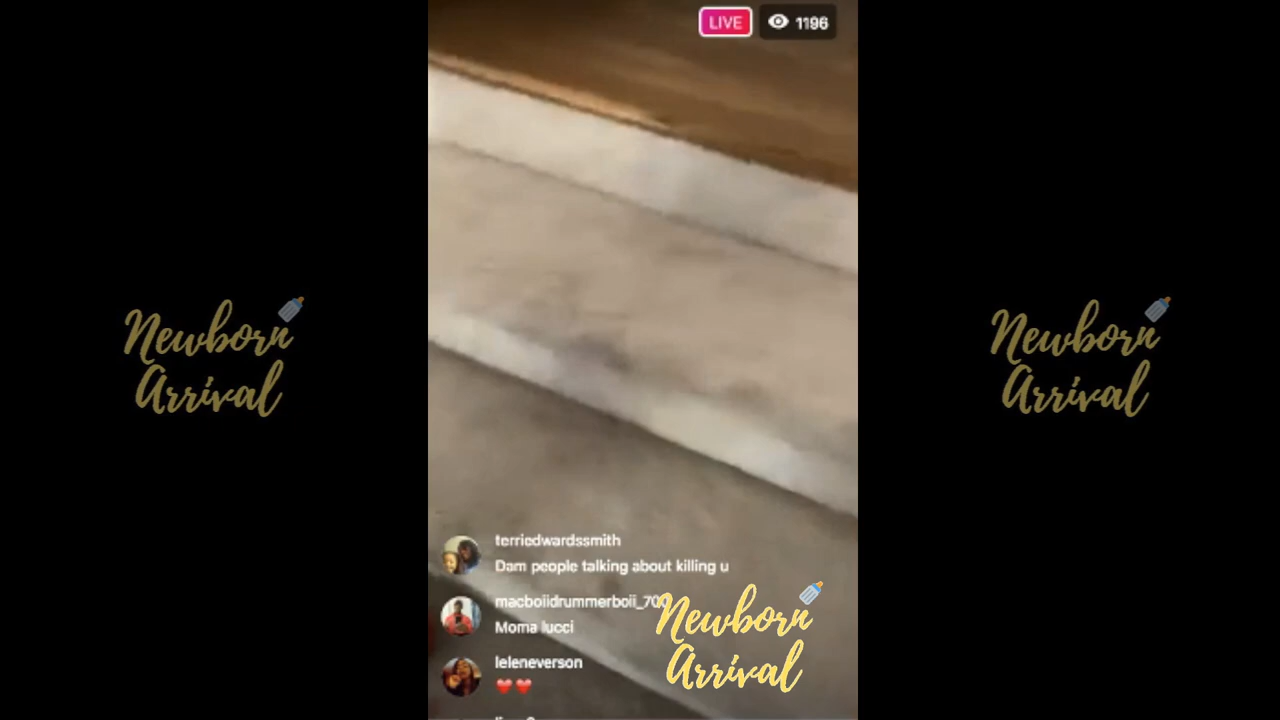 LIVE 1196
Newborn
Arrival
Newborn
Arrival
terriedwardssmith
Dam people talking about killing u
macboiidrummerboii_70
Moma lucci
leleneverson
Newborn
Arrival